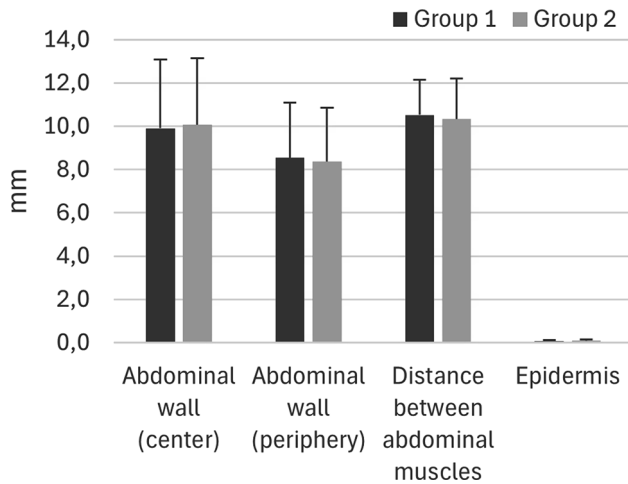 Group 1 Group 2
14,0
12,0
10,0
8,0
6,0
4,0
2,0
0,0
mm
Abdominal wall (center)
Abdominal wall (periphery)
Distance between abdominal muscles
Epidermis